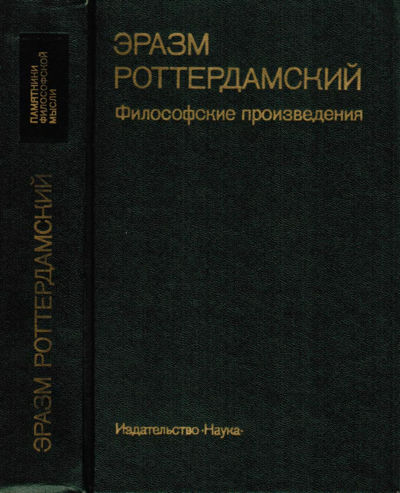 ПАМЯТНИКИ
ФИЛОСОФСКОЙ
МЫСЛИ
ЭРАЗМ РОТТЕРДАМСКИЙ
ЭРАЗМ
РОТТЕРДАМСКИЙ
Философские произведения
Издательство «Наука»